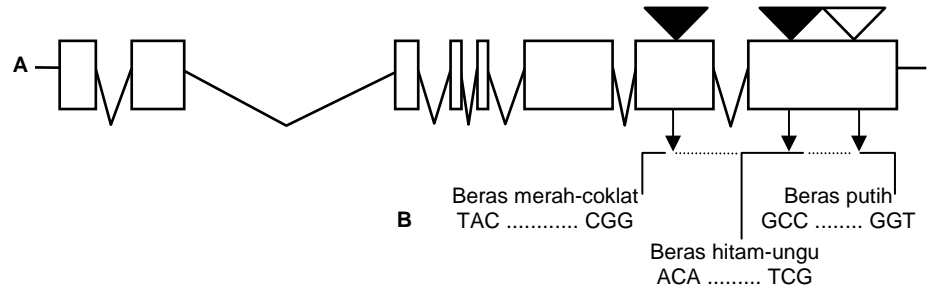 A
Beras merah-coklat
TAC ............ CGG
Beras putih
GCC ........ GGT
B
Beras hitam-ungu
ACA ......... TCG